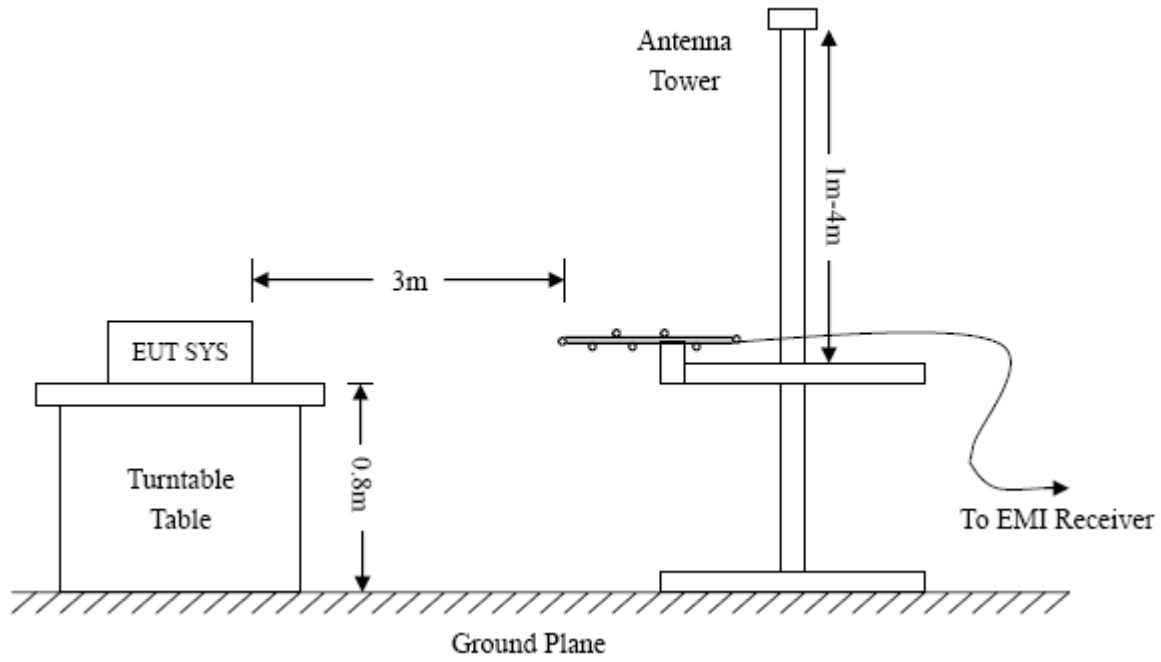 Antenna
Tower
1m-4m
3m
EUT SYS
0.8m
Turntable
Table
To EMI Receiver
Ground Plane